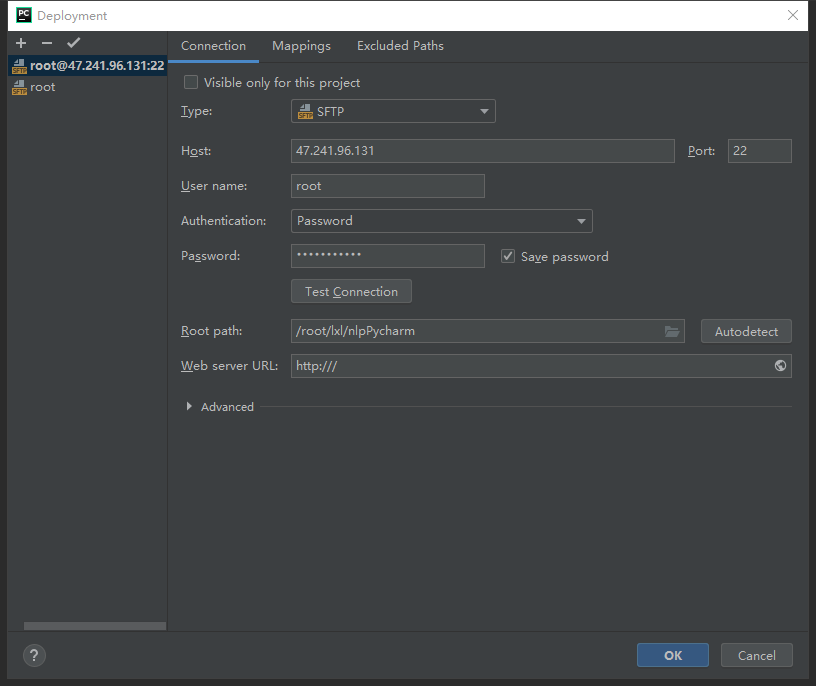 PC Deployment
root@47.241.96.131:22
root
Connection Mappings Excluded Paths
Visible only for this project
Type: SFTP
Host: 47.241.96.131 Port: 22
User name: root
Authentication: Password
Password: ••••••••••• Save password
Test Connection
Root path: /root/lxl/nlpPycharm Autodetect
Web server URL: http:///
Advanced
? OK Cancel